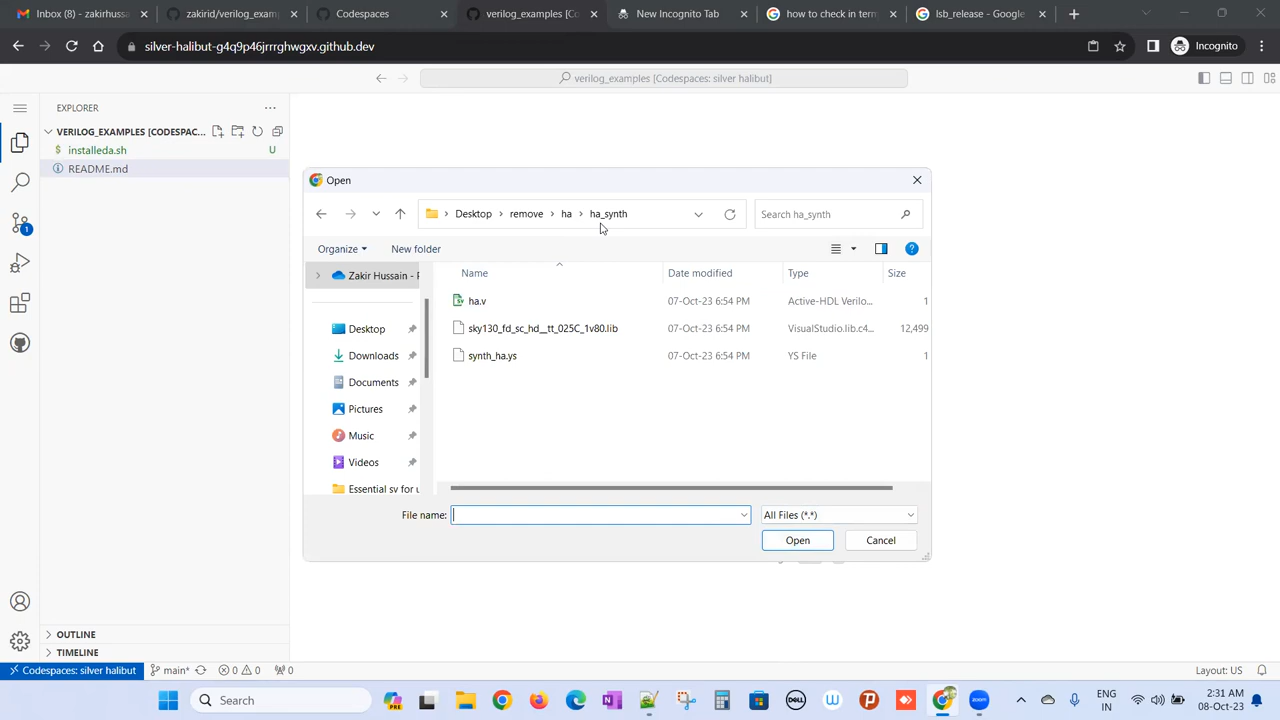 Inbox (0) - zakirhussa
zakirid/verilog_exam
Codespaces
verilog_examples [Co
New Incognito Tab
how to check in term
lsb_release - Google
silver-halibut-g4q9p46jrrrghwgxv.github.dev
Incognito
verilog_examples [Codespaces: silver halibut]
EXPLORER
VERILOG_EXAMPLES [CODESPAC...
$ installeda.sh U
README.md
Open
Desktop > remove > ha > ha_synth
Search ha_synth
Organize
New folder
Zakir Hussain - P
Name Date modified Type Size
ha.v 07-Oct-23 6:54 PM Active-HDL Verilo... 1
sky130_fd_sc_hd__tt_025C_1v80.lib 07-Oct-23 6:54 PM VisualStudio.lib.c4... 12,499
synth_ha.ys 07-Oct-23 6:54 PM YS File 1
Desktop
Downloads
Documents
Pictures
Music
Videos
Essential sv for u
File name:
All Files (*.*)
Open
Cancel
1
OUTLINE
TIMELINE
Codespaces: silver halibut
main*
0
0
0
Layout: US
Search
PRE
DELL
ENG
IN
2:31 AM
08-Oct-23